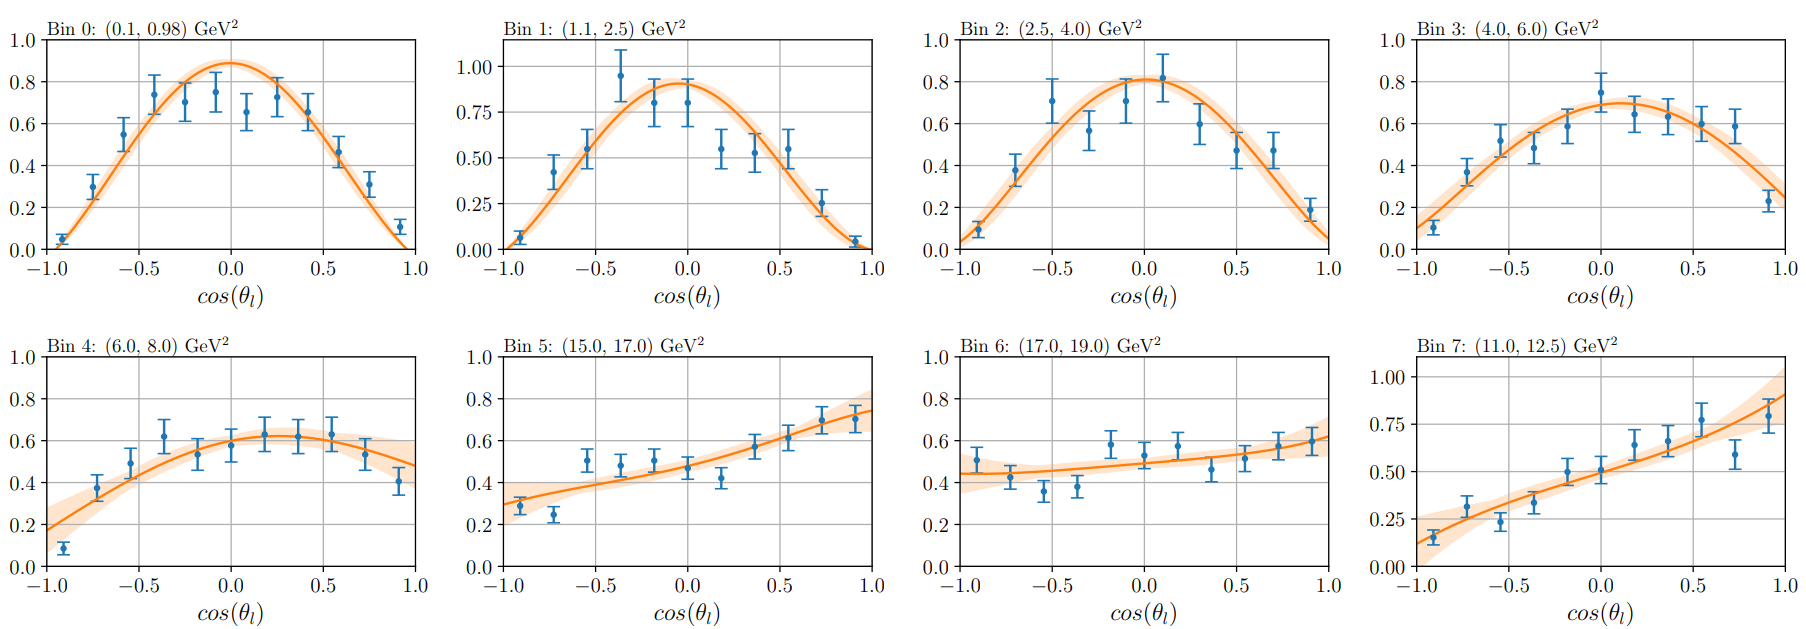 Bin 0: (0.1, 0.98) GeV²
1.0
0.8
0.6
0.4
0.2
0.0
−1.0 −0.5 0.0 0.5 1.0
cos(θₗ)
Bin 1: (1.1, 2.5) GeV²
1.00
0.75
0.50
0.25
0.00
−1.0 −0.5 0.0 0.5 1.0
cos(θₗ)
Bin 2: (2.5, 4.0) GeV²
1.0
0.8
0.6
0.4
0.2
0.0
−1.0 −0.5 0.0 0.5 1.0
cos(θₗ)
Bin 3: (4.0, 6.0) GeV²
1.0
0.8
0.6
0.4
0.2
0.0
−1.0 −0.5 0.0 0.5 1.0
cos(θₗ)
Bin 4: (6.0, 8.0) GeV²
1.0
0.8
0.6
0.4
0.2
0.0
−1.0 −0.5 0.0 0.5 1.0
cos(θₗ)
Bin 5: (15.0, 17.0) GeV²
1.0
0.8
0.6
0.4
0.2
0.0
−1.0 −0.5 0.0 0.5 1.0
cos(θₗ)
Bin 6: (17.0, 19.0) GeV²
1.0
0.8
0.6
0.4
0.2
0.0
−1.0 −0.5 0.0 0.5 1.0
cos(θₗ)
Bin 7: (11.0, 12.5) GeV²
1.00
0.75
0.50
0.25
0.00
−1.0 −0.5 0.0 0.5 1.0
cos(θₗ)